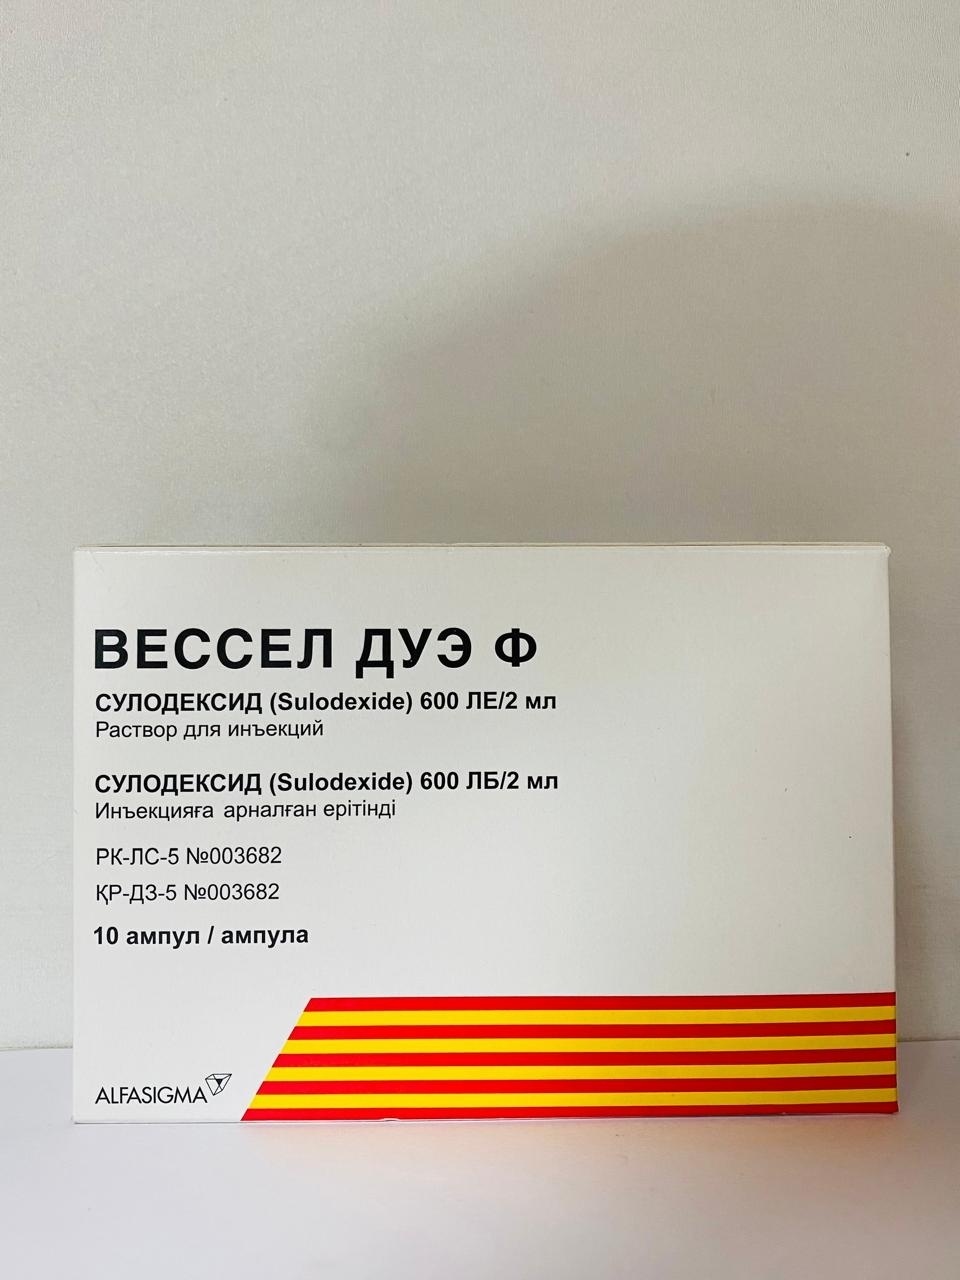 ВЕССЕЛ ДУЭ Ф
СУЛОДЕКСИД (Sulodexide) 600 ЛЕ/2 мл
Раствор для инъекций
СУЛОДЕКСИД (Sulodexide) 600 ЛБ/2 мл
Инъекцияға арналған ерітінді
РК-ЛС-5 №003682
ҚР-ДЗ-5 №003682
10 ампул / ампула
ALFASIGMA